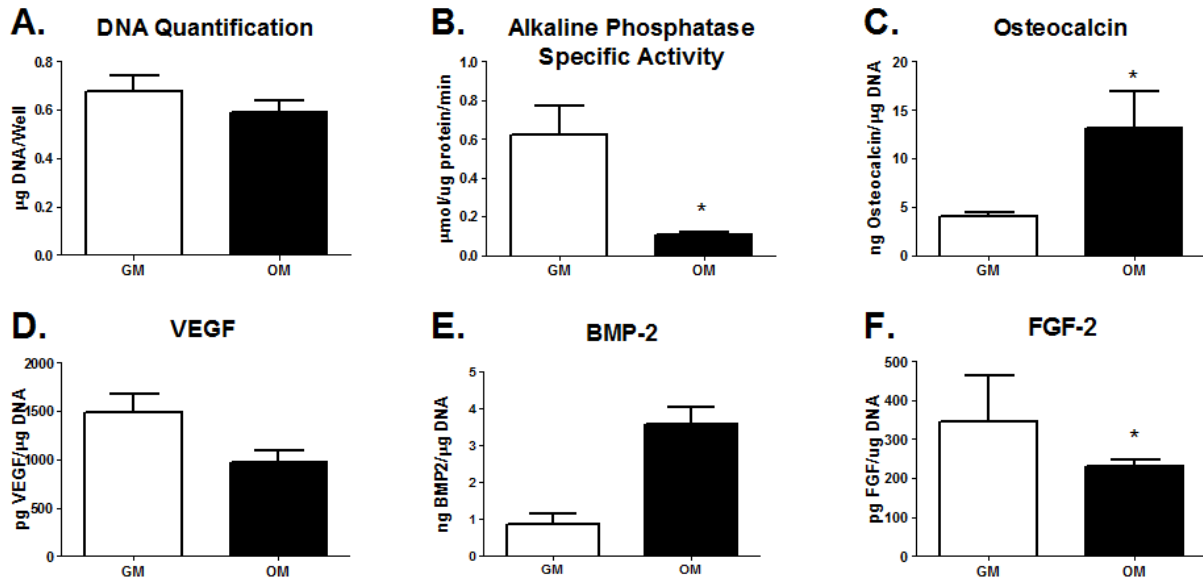 A. DNA Quantification
µg DNA/Well
0.8
0.6
0.4
0.2
0.0
GM OM
B. Alkaline Phosphatase
Specific Activity
µmol/ug protein/min
1.0
0.8
0.6
0.4
0.2
0.0
*
GM OM
C. Osteocalcin
ng Osteocalcin/µg DNA
20
15
10
5
0
*
GM OM
D. VEGF
pg VEGF/µg DNA
2000
1500
1000
500
0
GM OM
E. BMP-2
ng BMP2/µg DNA
5
4
3
2
1
0
GM OM
F. FGF-2
pg FGF/ug DNA
500
400
300
200
100
0
*
GM OM